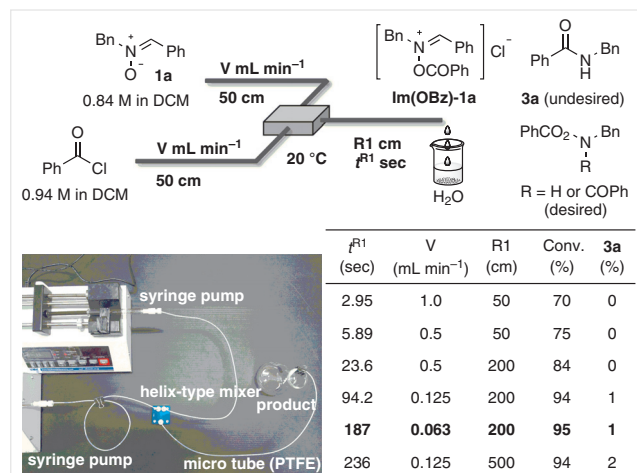 Bn
+
N
Ph
O
−
1a
0.84 M in DCM
V mL min⁻¹
50 cm
O
Ph
Cl
0.94 M in DCM
V mL min⁻¹
50 cm
20 °C
R1 cm
tᴿ¹ sec
H₂O
Bn
+
N
Ph
OCOPh
Cl⁻
Im(OBz)-1a
O
Ph
N
H
Bn
3a (undesired)
PhCO₂
N
Bn
R
R = H or COPh
(desired)
syringe pump
helix-type mixer
product
syringe pump
micro tube (PTFE)
tᴿ¹ V R1 Conv. 3a
(sec) (mL min⁻¹) (cm) (%) (%)
2.95 1.0 50 70 0
5.89 0.5 50 75 0
23.6 0.5 200 84 0
94.2 0.125 200 94 1
187 0.063 200 95 1
236 0.125 500 94 2